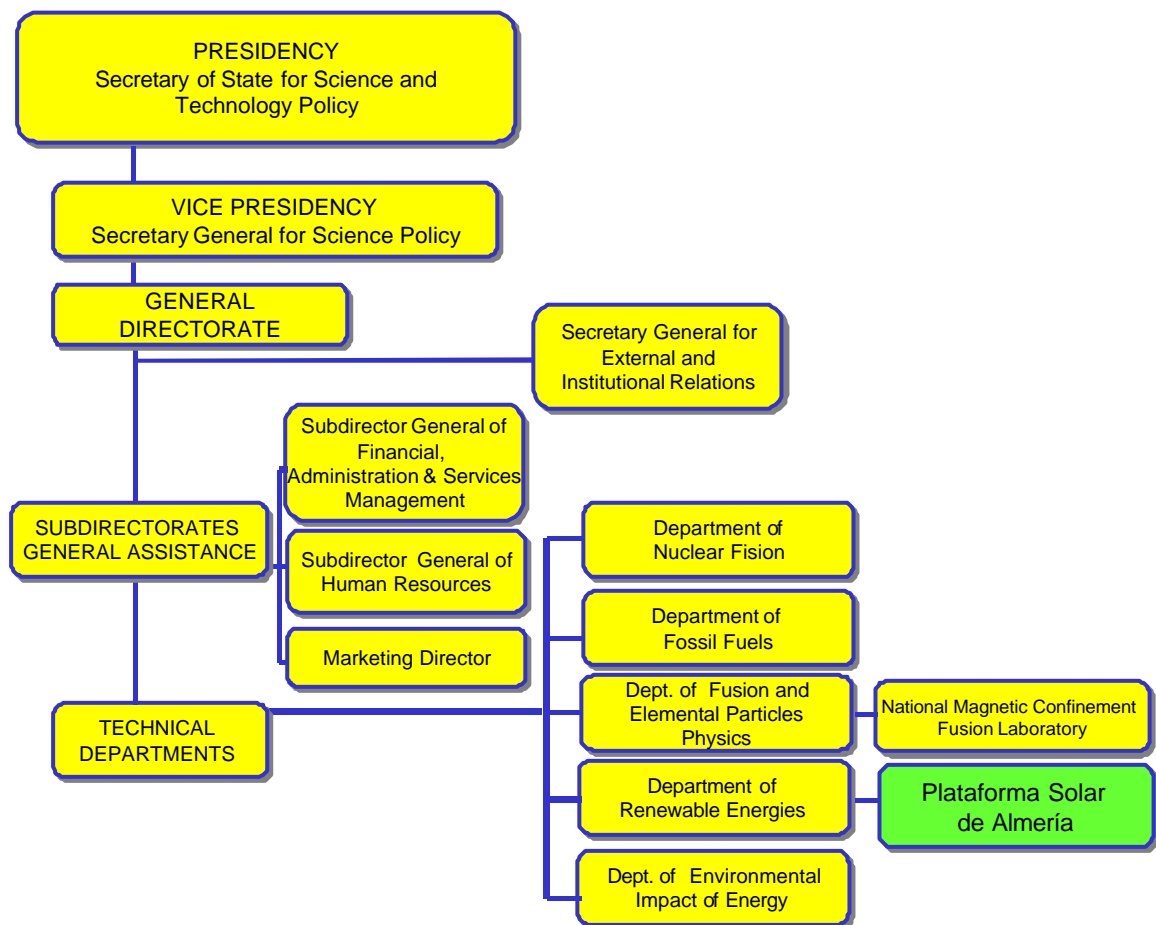 PRESIDENCY
Secretary of State for Science and
Technology Policy
VICE PRESIDENCY
Secretary General for Science Policy
GENERAL
DIRECTORATE
Secretary General for
External and
Institutional Relations
Subdirector General of
Financial,
Administration & Services
Management
SUBDIRECTORATES
GENERAL ASSISTANCE
Subdirector General of
Human Resources
Marketing Director
TECHNICAL
DEPARTMENTS
Department of
Nuclear Fision
Department of
Fossil Fuels
Dept. of Fusion and
Elemental Particles
Physics
National Magnetic Confinement
Fusion Laboratory
Department of
Renewable Energies
Plataforma Solar
de Almería
Dept. of Environmental
Impact of Energy